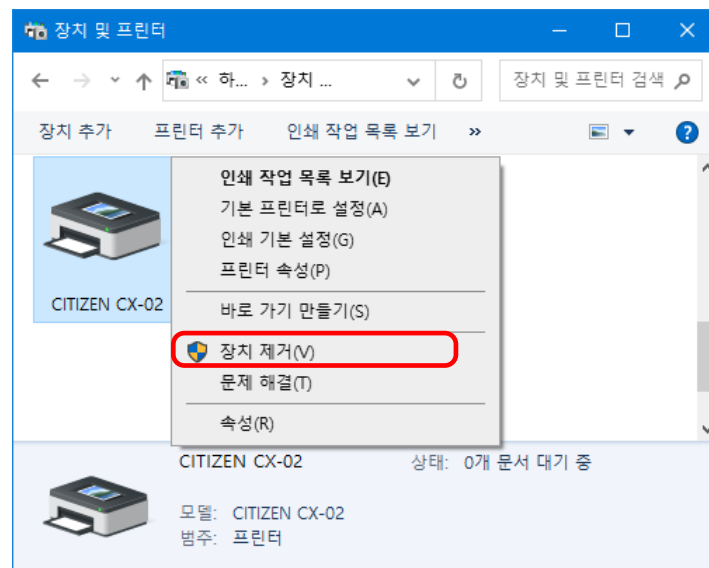 장치 및 프린터
« 하... › 장치 ...
장치 및 프린터 검색
장치 추가 프린터 추가 인쇄 작업 목록 보기 »
인쇄 작업 목록 보기(E)
기본 프린터로 설정(A)
인쇄 기본 설정(G)
프린터 속성(P)
CITIZEN CX-02
바로 가기 만들기(S)
장치 제거(V)
문제 해결(T)
속성(R)
CITIZEN CX-02 상태: 0개 문서 대기 중
모델: CITIZEN CX-02
범주: 프린터